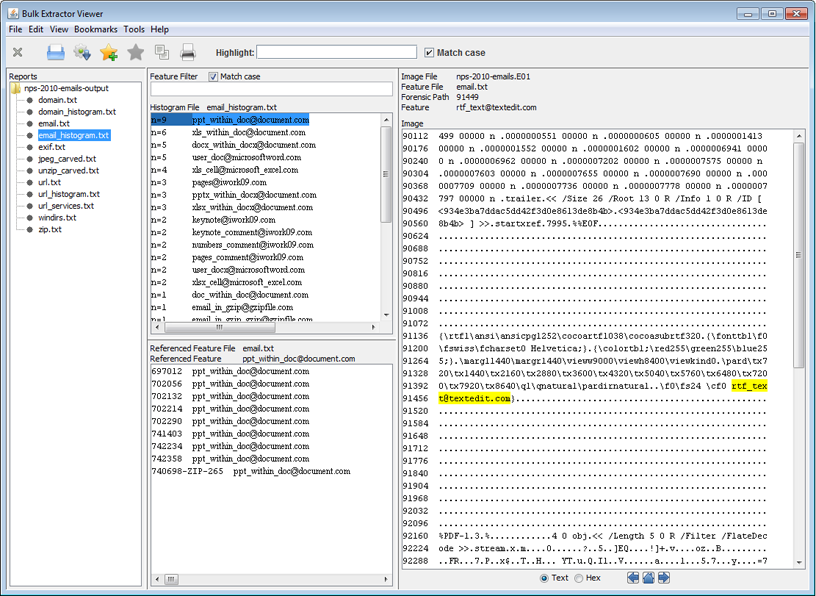 Bulk Extractor Viewer
File Edit View Bookmarks Tools Help
Highlight: Match case
Reports
nps-2010-emails-output
domain.txt
domain_histogram.txt
email.txt
email_histogram.txt
exif.txt
jpeg_carved.txt
unzip_carved.txt
url.txt
url_histogram.txt
url_services.txt
windirs.txt
zip.txt
Feature Filter Match case
Histogram File email_histogram.txt
n=9 ppt_within_doc@document.com
n=6 xls_within_doc@document.com
n=5 docx_within_docx@document.com
n=5 user_doc@microsoftword.com
n=4 xls_cell@microsoft_excel.com
n=3 pages@iwork09.com
n=3 pptx_within_docx@document.com
n=3 xlsx_within_docx@document.com
n=2 keynote@iwork09.com
n=2 keynote_comment@iwork09.com
n=2 numbers_comment@iwork09.com
n=2 pages_comment@iwork09.com
n=2 user_docx@microsoftword.com
n=2 xlsx_cell@microsoft_excel.com
n=1 doc_within_doc@document.com
n=1 email_in_gzip@gzipfile.com
n=1 email_in_gzip_gzip@gzipfile.com
Referenced Feature File email.txt
Referenced Feature ppt_within_doc@document.com
697012 ppt_within_doc@document.com
702056 ppt_within_doc@document.com
702132 ppt_within_doc@document.com
702214 ppt_within_doc@document.com
702290 ppt_within_doc@document.com
741403 ppt_within_doc@document.com
742234 ppt_within_doc@document.com
742358 ppt_within_doc@document.com
740698-ZIP-265 ppt_within_doc@document.com
Image File nps-2010-emails.E01
Feature File email.txt
Forensic Path 91449
Feature rtf_text@textedit.com
Image
90112 499 00000 n .0000000551 00000 n .0000000605 00000 n .0000001413
90176 00000 n .0000001552 00000 n .0000001602 00000 n .0000006941 0000
90240 0 n .0000006962 00000 n .0000007202 00000 n .0000007575 00000 n
90304 .0000007603 00000 n .0000007655 00000 n .0000007690 00000 n .000
90368 0007709 00000 n .0000007736 00000 n .0000007778 00000 n .0000007
90432 797 00000 n .trailer.<< /Size 26 /Root 13 0 R /Info 1 0 R /ID [
90496 <934e3ba7ddac5dd42f3d0e8613de8b4b>.<934e3ba7ddac5dd42f3d0e8613de
90560 8b4b> ] >>.startxref.7995.%%EOF.
90624
90688
90752
90816
90880
90944
91008
91072
91136 {\rtf1\ansi\ansicpg1252\cocoartf1038\cocoasubrtf320.{\fonttbl\f0
91200 \fswiss\fcharset0 Helvetica;}.{\colortbl;\red255\green255\blue25
91264 5;}.\margl1440\margr1440\vieww9000\viewh8400\viewkind0.\pard\tx7
91328 20\tx1440\tx2160\tx2880\tx3600\tx4320\tx5040\tx5760\tx6480\tx720
91392 0\tx7920\tx8640\ql\qnatural\pardirnatural..\f0\fs24 \cf0 rtf_tex
91456 t@textedit.com}
91520
91584
91648
91712
91776
91840
91904
91968
92032
92096
92160 %PDF-1.3.%..........4 0 obj.<< /Length 5 0 R /Filter /FlateDec
92224 ode >>.stream.x.m
92288
Text Hex